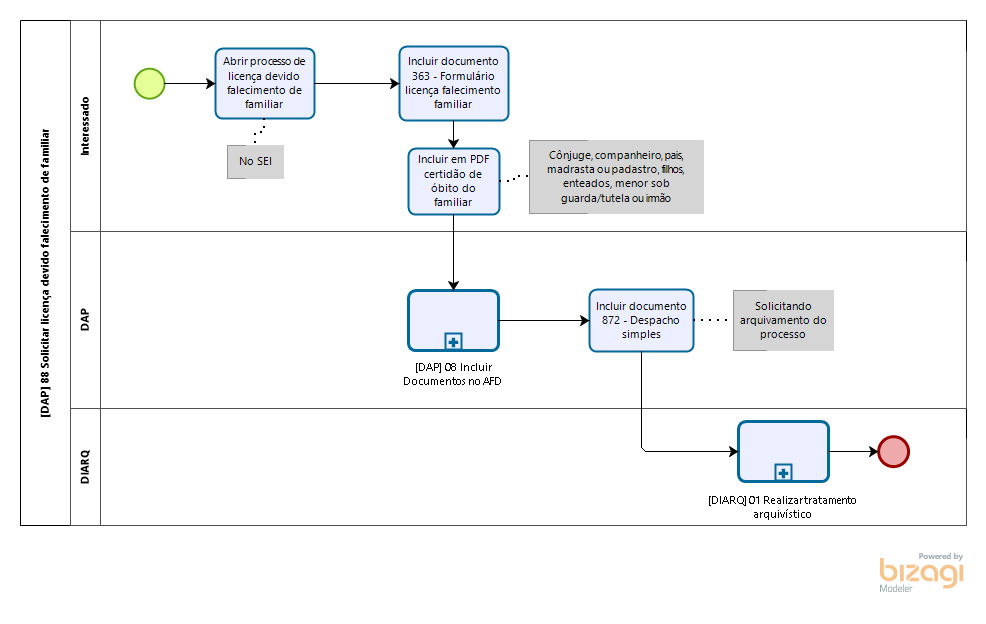 [DAP] 88 Solicitar licença devido falecimento de familiar
Interessado
Abrir processo de
licença devido
falecimento de
familiar
No SEI
Incluir documento
363 - Formulário
licença falecimento
familiar
Incluir em PDF
certidão de
óbito do
familiar
Cônjuge, companheiro, pais,
madrasta ou padastro, filhos,
enteados, menor sob
guarda/tutela ou irmão
DAP
[DAP] 08 Incluir
Documentos no AFD
Incluir documento
872 - Despacho
simples
Solicitando
arquivamento do
processo
DIARQ
[DIARQ] 01 Realizar tratamento
arquivístico
Powered by
bizagi
Modeler